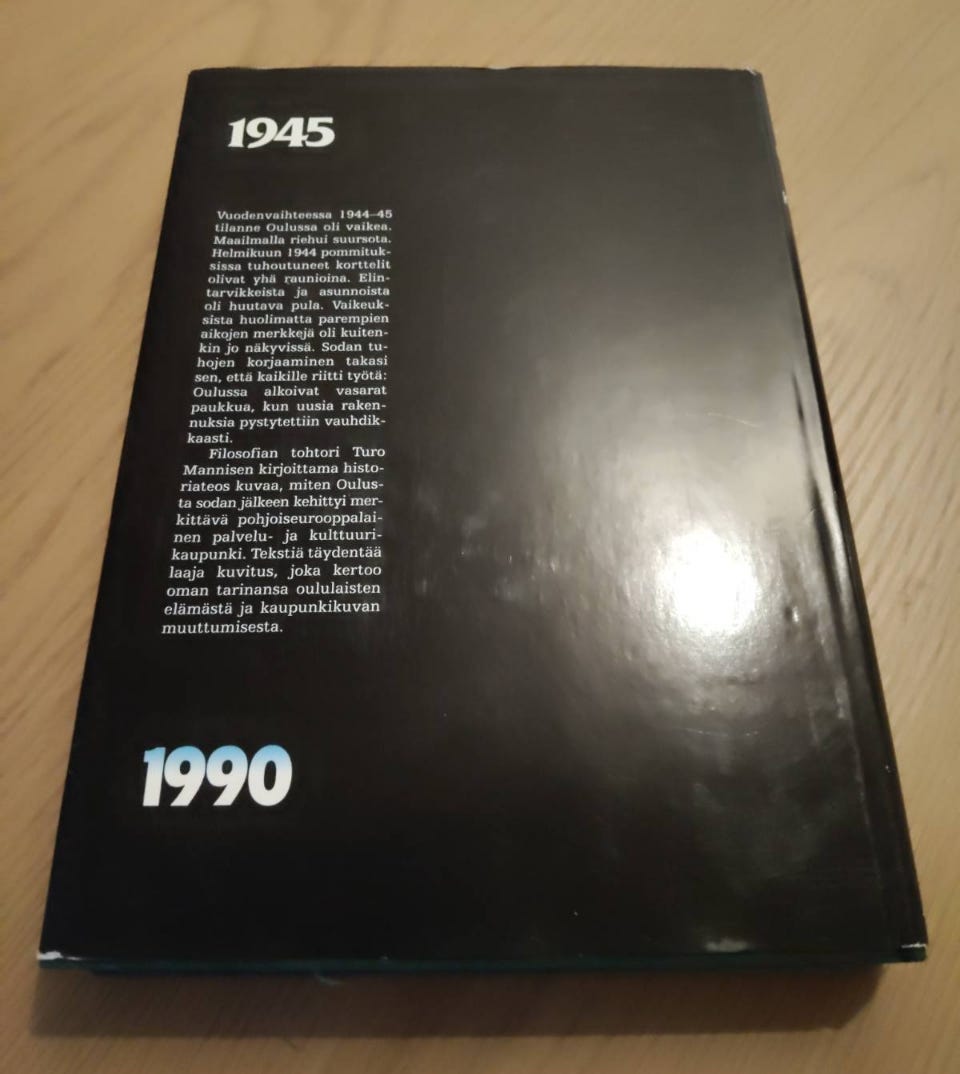 1945
Vuodenvaihteessa 1944–45
tilanne Oulussa oli vaikea.
Maailmalla riehui suursota.
Helmikuun 1944 pommituk-
sissa tuhoutuneet korttelit
olivat yhä raunioina. Elin-
tarvikkeista ja asunnoista
oli huutava pula. Vaikeuk-
sista huolimatta parempien
aikojen merkkejä oli kuiten-
kin jo näkyvissä. Sodan tu-
hojen korjaaminen takasi
sen, että kaikille riitti työtä:
Oulussa alkoivat vasarat
paukkua, kun uusia raken-
nuksia pystytettiin vauhdik-
kaasti.
Filosofian tohtori Turo
Mannisen kirjoittama histo-
riateos kuvaa, miten Oulus-
ta sodan jälkeen kehittyi mer-
kittävä pohjoiseurooppalai-
nen palvelu- ja kulttuuri-
kaupunki. Tekstiä täydentää
laaja kuvitus, joka kertoo
oman tarinansa oululaisten
elämästä ja kaupunkikuvan
muuttumisesta.
1990